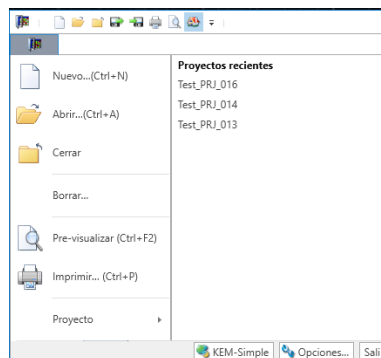 Nuevo...(Ctrl+N)
Abrir...(Ctrl+A)
Cerrar
Borrar...
Pre-visualizar (Ctrl+F2)
Imprimir... (Ctrl+P)
Proyecto
Proyectos recientes
Test_PRJ_016
Test_PRJ_014
Test_PRJ_013
KEM-Simple
Opciones...
Sali